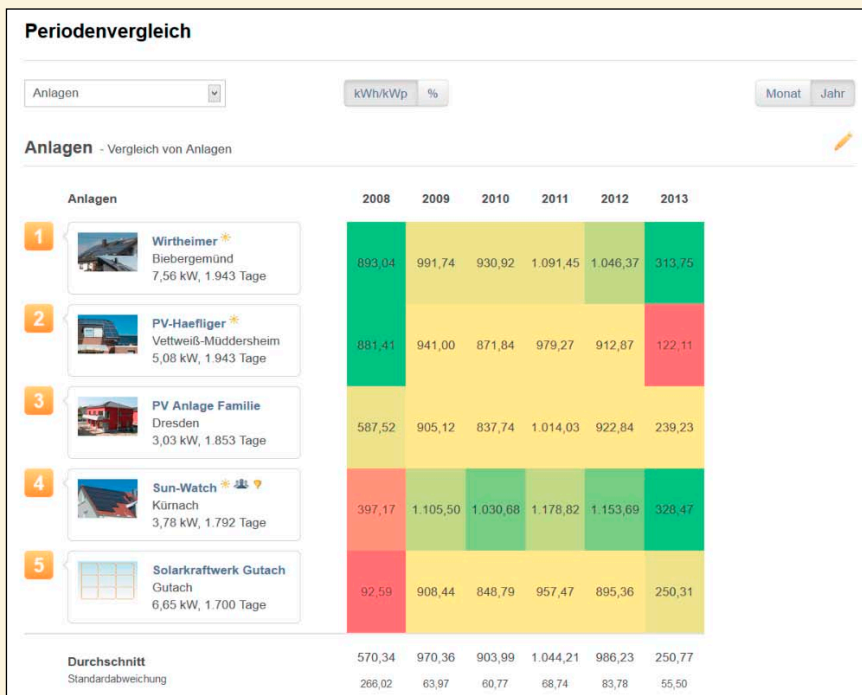 Periodenvergleich
Anlagen kWh/kWp % Monat Jahr
Anlagen - Vergleich von Anlagen
Anlagen 2008 2009 2010 2011 2012 2013
1 Wirtheimer
Biebergemünd
7,56 kW, 1.943 Tage
893,04 991,74 930,92 1.091,45 1.046,37 313,75
2 PV-Haefliger
Vettweiß-Müddersheim
5,08 kW, 1.943 Tage
881,41 941,00 871,84 979,27 912,87 122,11
3 PV Anlage Familie
Dresden
3,03 kW, 1.853 Tage
587,52 905,12 837,74 1.014,03 922,84 239,23
4 Sun-Watch
Kürnach
3,78 kW, 1.792 Tage
397,17 1.105,50 1.030,68 1.178,82 1.153,69 328,47
5 Solarkraftwerk Gutach
Gutach
6,65 kW, 1.700 Tage
92,59 908,44 848,79 957,47 895,36 250,31
Durchschnitt 570,34 970,36 903,99 1.044,21 986,23 250,77
Standardabweichung 266,02 63,97 60,77 68,74 83,78 55,50